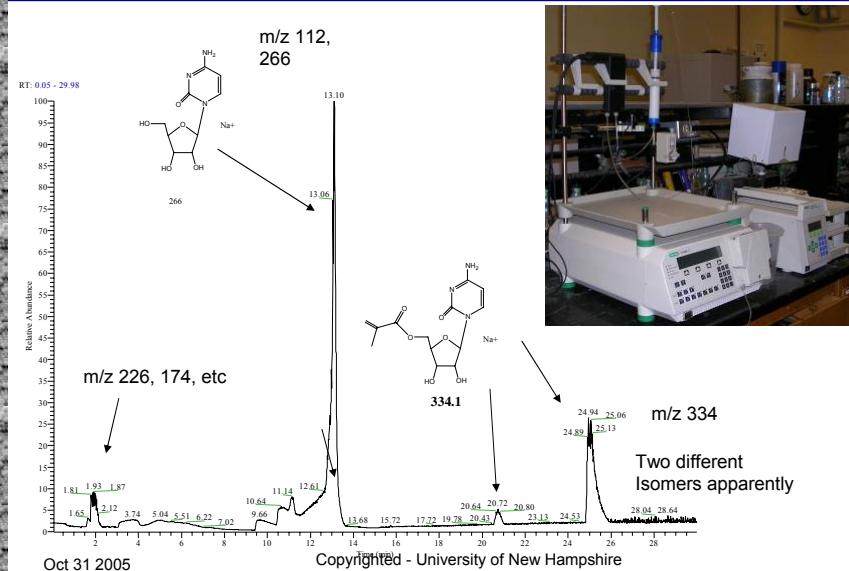 m/z 112,
266
NH₂
N
O
N
HO
O
Na+
HO
OH
266
RT: 0.05 - 29.98
13.10
13.06
100
95
90
85
80
75
70
65
60
55
50
45
40
35
30
25
20
15
10
5
0
Relative Abundance
NH₂
N
O
N
O
O
O
Na+
HO
OH
334.1
m/z 226, 174, etc
m/z 334
Two different
Isomers apparently
1.65
1.81
1.93
1.87
2.12
3.74
5.04
5.51
6.22
7.02
9.66
10.64
11.14
12.61
13.68
15.72
17.72
19.78
20.43
20.64
20.72
20.80
23.13
24.53
24.89
24.94
25.06
25.13
28.04
28.64
2
4
6
8
10
12
14
16
18
20
22
24
26
28
Time (min)
Oct 31 2005
Copyrighted - University of New Hampshire